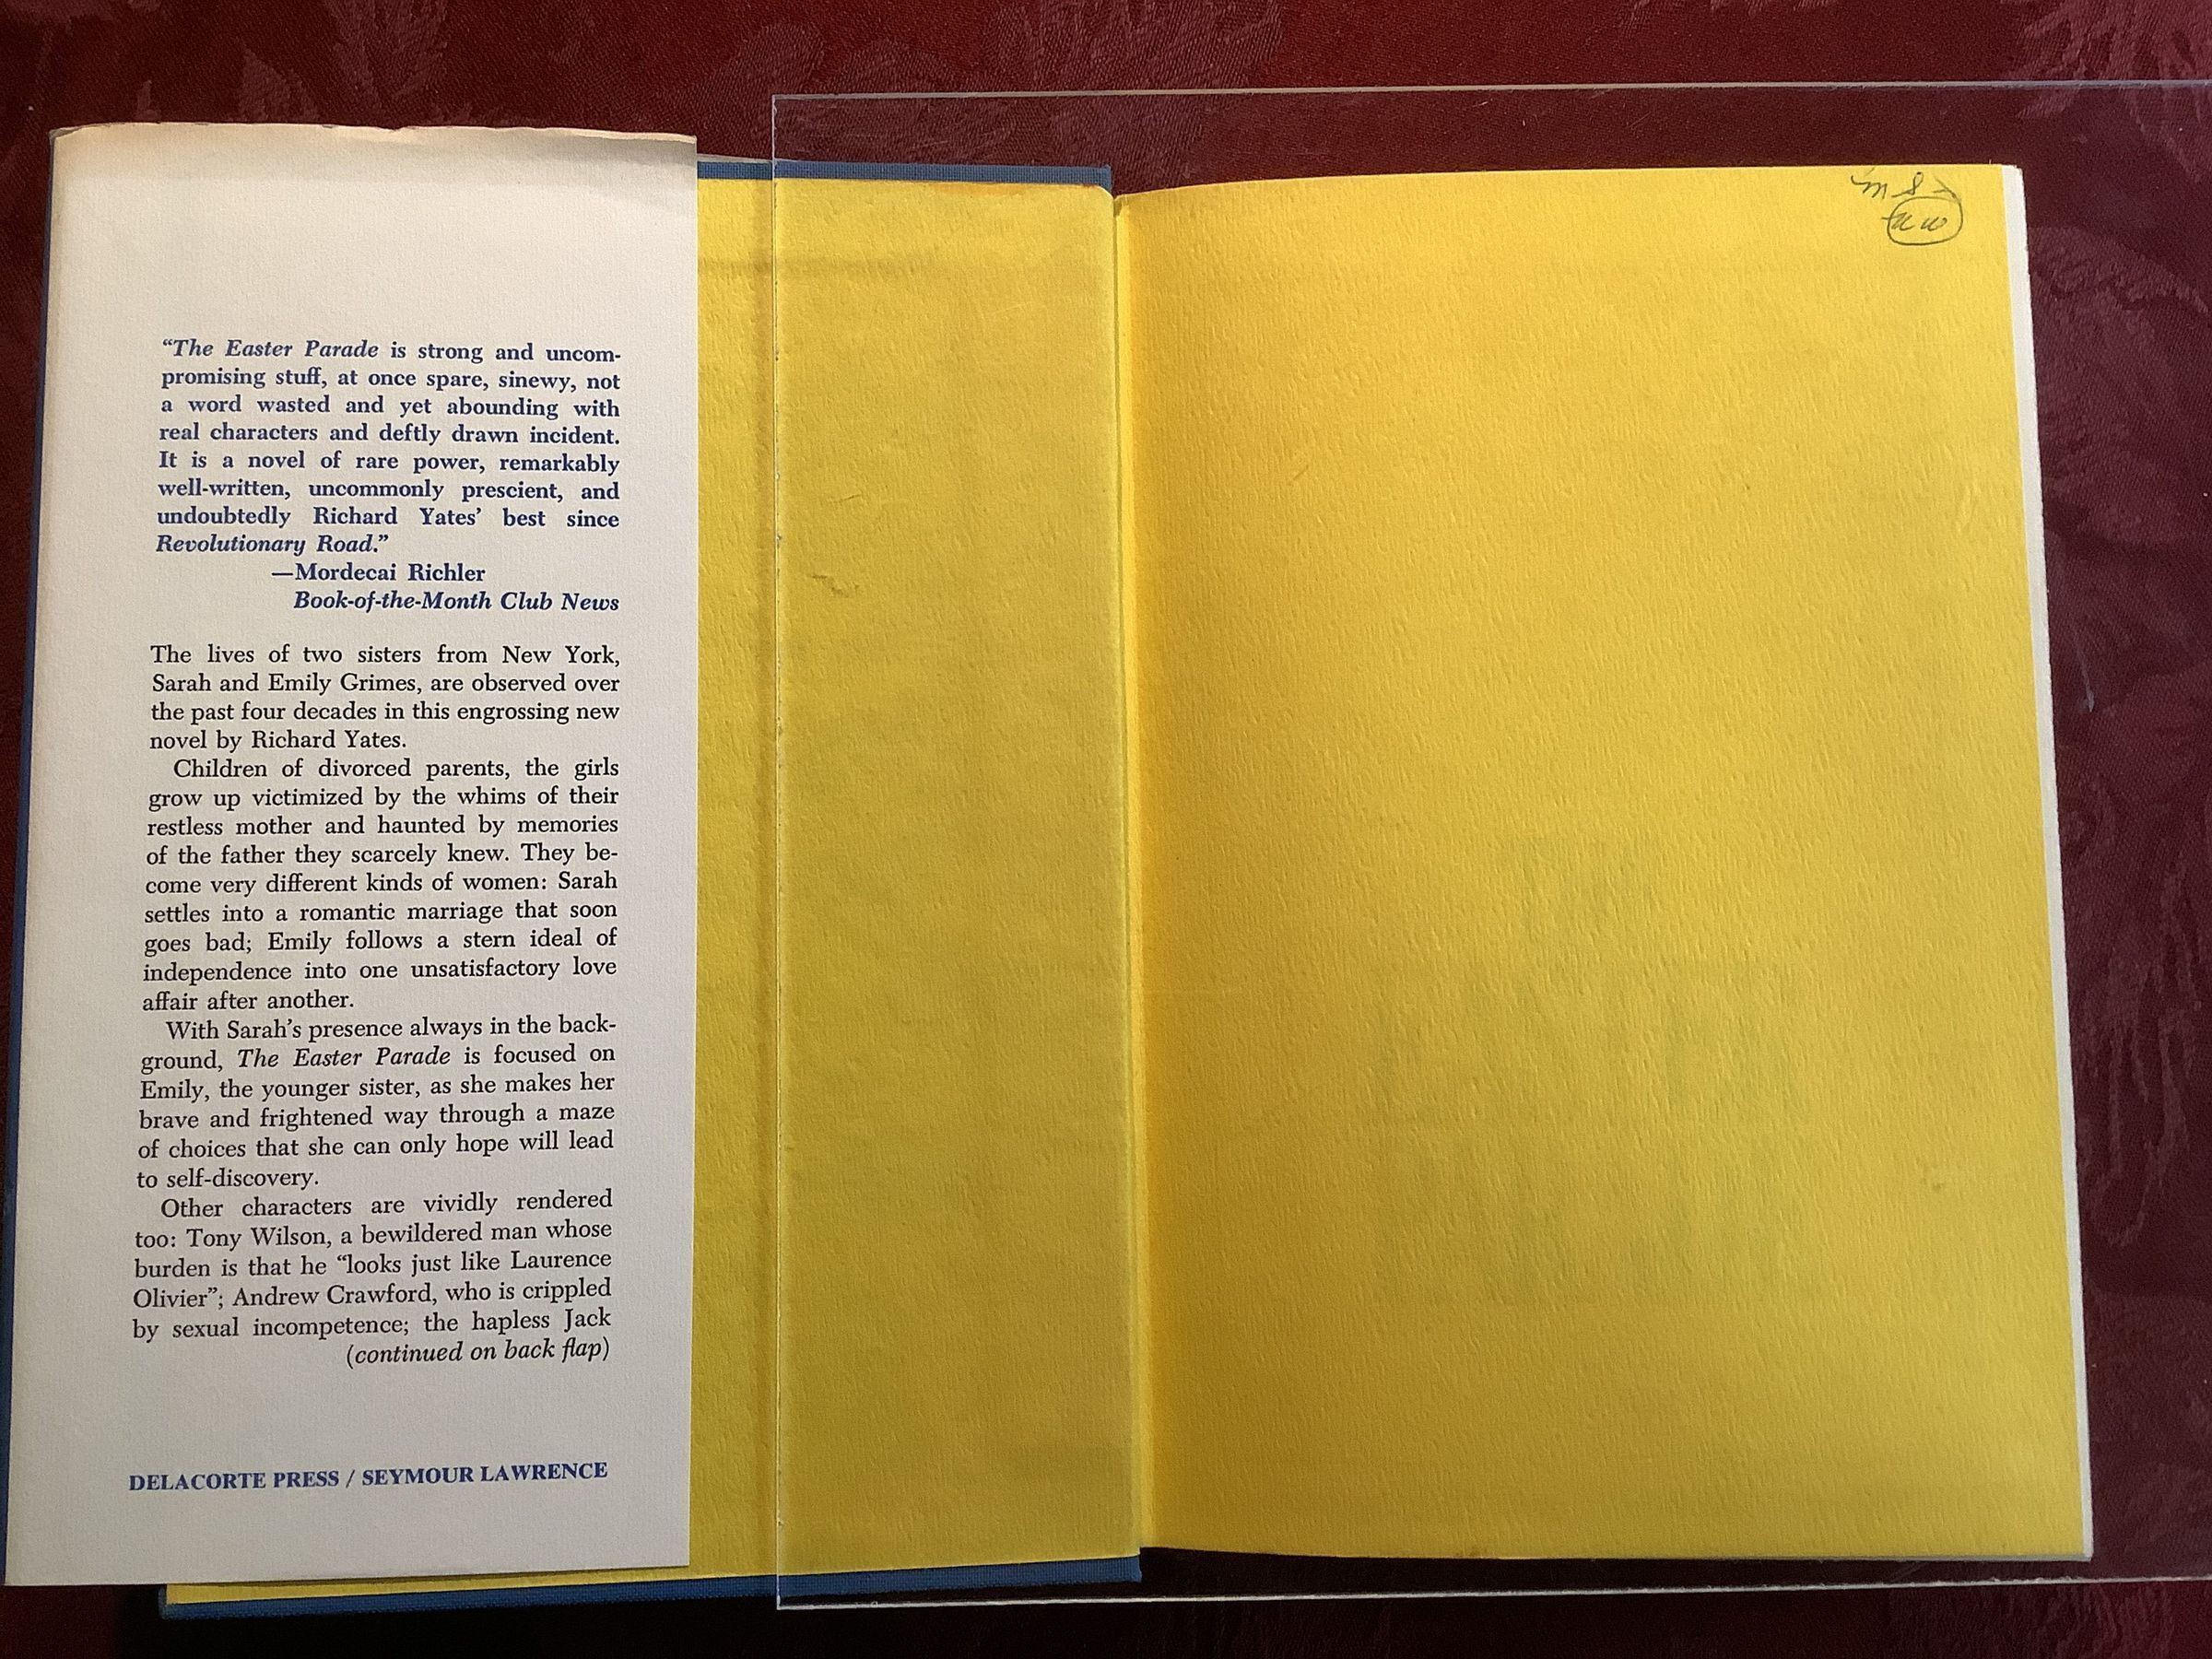 “The Easter Parade is strong and uncom-
promising stuff, at once spare, sinewy, not
a word wasted and yet abounding with
real characters and deftly drawn incident.
It is a novel of rare power, remarkably
well-written, uncommonly prescient, and
undoubtedly Richard Yates’ best since
Revolutionary Road.”
—Mordecai Richler
Book-of-the-Month Club News
The lives of two sisters from New York,
Sarah and Emily Grimes, are observed over
the past four decades in this engrossing new
novel by Richard Yates.
Children of divorced parents, the girls
grow up victimized by the whims of their
restless mother and haunted by memories
of the father they scarcely knew. They be-
come very different kinds of women: Sarah
settles into a romantic marriage that soon
goes bad; Emily follows a stern ideal of
independence into one unsatisfactory love
affair after another.
With Sarah’s presence always in the back-
ground, The Easter Parade is focused on
Emily, the younger sister, as she makes her
brave and frightened way through a maze
of choices that she can only hope will lead
to self-discovery.
Other characters are vividly rendered
too: Tony Wilson, a bewildered man whose
burden is that he “looks just like Laurence
Olivier”; Andrew Crawford, who is crippled
by sexual incompetence; the hapless Jack
(continued on back flap)
DELACORTE PRESS / SEYMOUR LAWRENCE